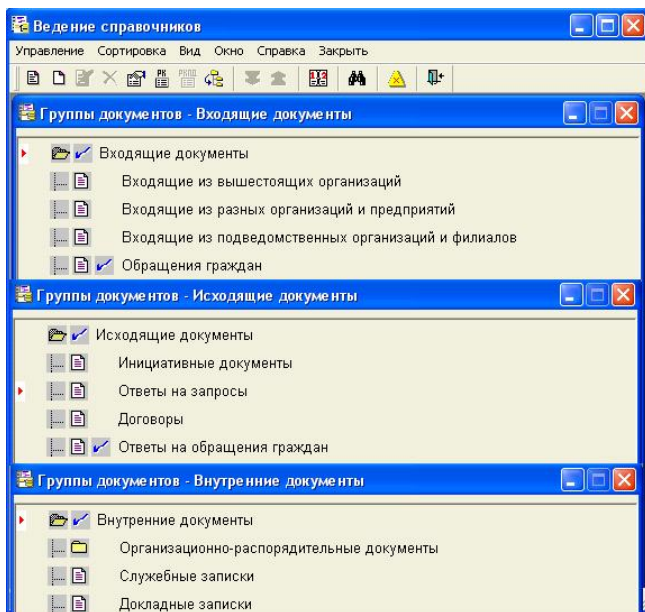 Ведение справочников
Управление Сортировка Вид Окно Справка Закрыть
Группы документов - Входящие документы
Входящие документы
Входящие из вышестоящих организаций
Входящие из разных организаций и предприятий
Входящие из подведомственных организаций и филиалов
Обращения граждан
Группы документов - Исходящие документы
Исходящие документы
Инициативные документы
Ответы на запросы
Договоры
Ответы на обращения граждан
Группы документов - Внутренние документы
Внутренние документы
Организационно-распорядительные документы
Служебные записки
Докладные записки